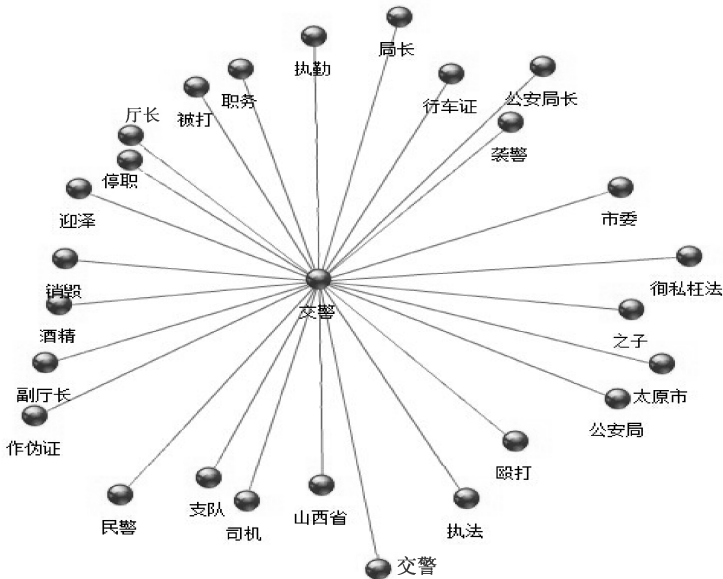 局长
执勤
公安局长
职务
行车证
厅长
被打
袭警
停职
迎泽
市委
销毁
徇私枉法
交警
酒精
之子
副厅长
太原市
公安局
作伪证
殴打
支队
山西省
民警
司机
执法
交警